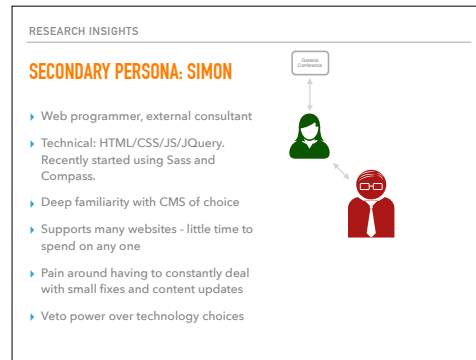 RESEARCH INSIGHTS
SECONDARY PERSONA: SIMON
General
Conference
▸ Web programmer, external consultant
▸ Technical: HTML/CSS/JS/JQuery.
Recently started using Sass and
Compass.
▸ Deep familiarity with CMS of choice
▸ Supports many websites - little time to
spend on any one
▸ Pain around having to constantly deal
with small fixes and content updates
▸ Veto power over technology choices